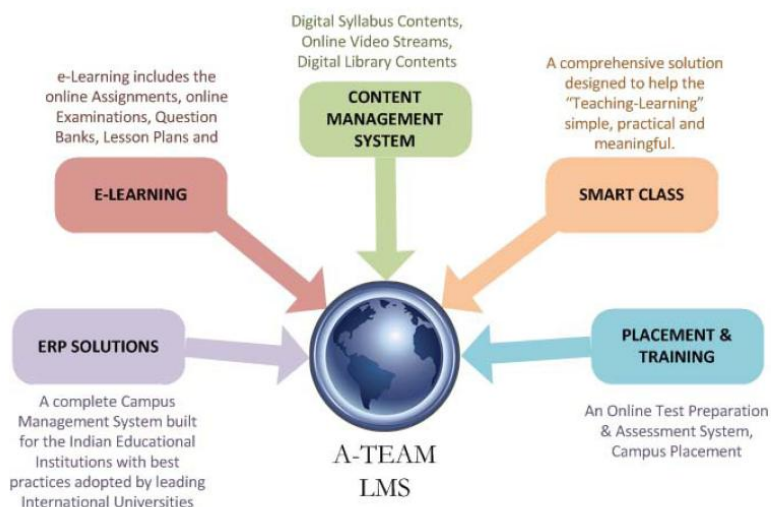 Digital Syllabus Contents,
Online Video Streams,
Digital Library Contents
CONTENT
MANAGEMENT
SYSTEM
e-Learning includes the
online Assignments, online
Examinations, Question
Banks, Lesson Plans and
E-LEARNING
A comprehensive solution
designed to help the
“Teaching-Learning”
simple, practical and
meaningful.
SMART CLASS
ERP SOLUTIONS
A complete Campus
Management System built
for the Indian Educational
Institutions with best
practices adopted by leading
International Universities
PLACEMENT &
TRAINING
An Online Test Preparation
& Assessment System,
Campus Placement
A-TEAM
LMS